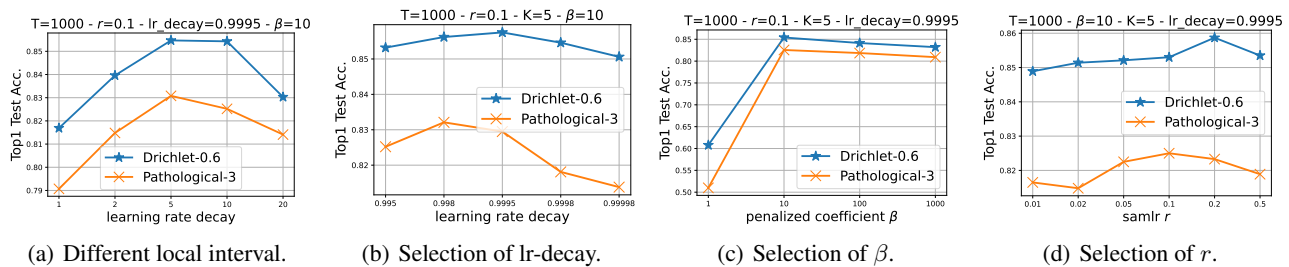 T=1000 - r=0.1 - lr_decay=0.9995 - β=10
Top1 Test Acc.
0.85
0.84
0.83
0.82
0.81
0.80
0.79
Drichlet-0.6
Pathological-3
1 2 5 10 20
learning rate decay
(a) Different local interval.
T=1000 - r=0.1 - K=5 - β=10
Top1 Test Acc.
0.85
0.84
0.83
0.82
Drichlet-0.6
Pathological-3
0.995 0.998 0.9995 0.9998 0.99998
learning rate decay
(b) Selection of lr-decay.
T=1000 - r=0.1 - K=5 - lr_decay=0.9995
Top1 Test Acc.
0.85
0.80
0.75
0.70
0.65
0.60
0.55
0.50
Drichlet-0.6
Pathological-3
1 10 100 1000
penalized coefficient β
(c) Selection of β.
T=1000 - β=10 - K=5 - lr_decay=0.9995
Top1 Test Acc.
0.86
0.85
0.84
0.83
0.82
Drichlet-0.6
Pathological-3
0.01 0.02 0.05 0.1 0.2 0.5
samlr r
(d) Selection of r.